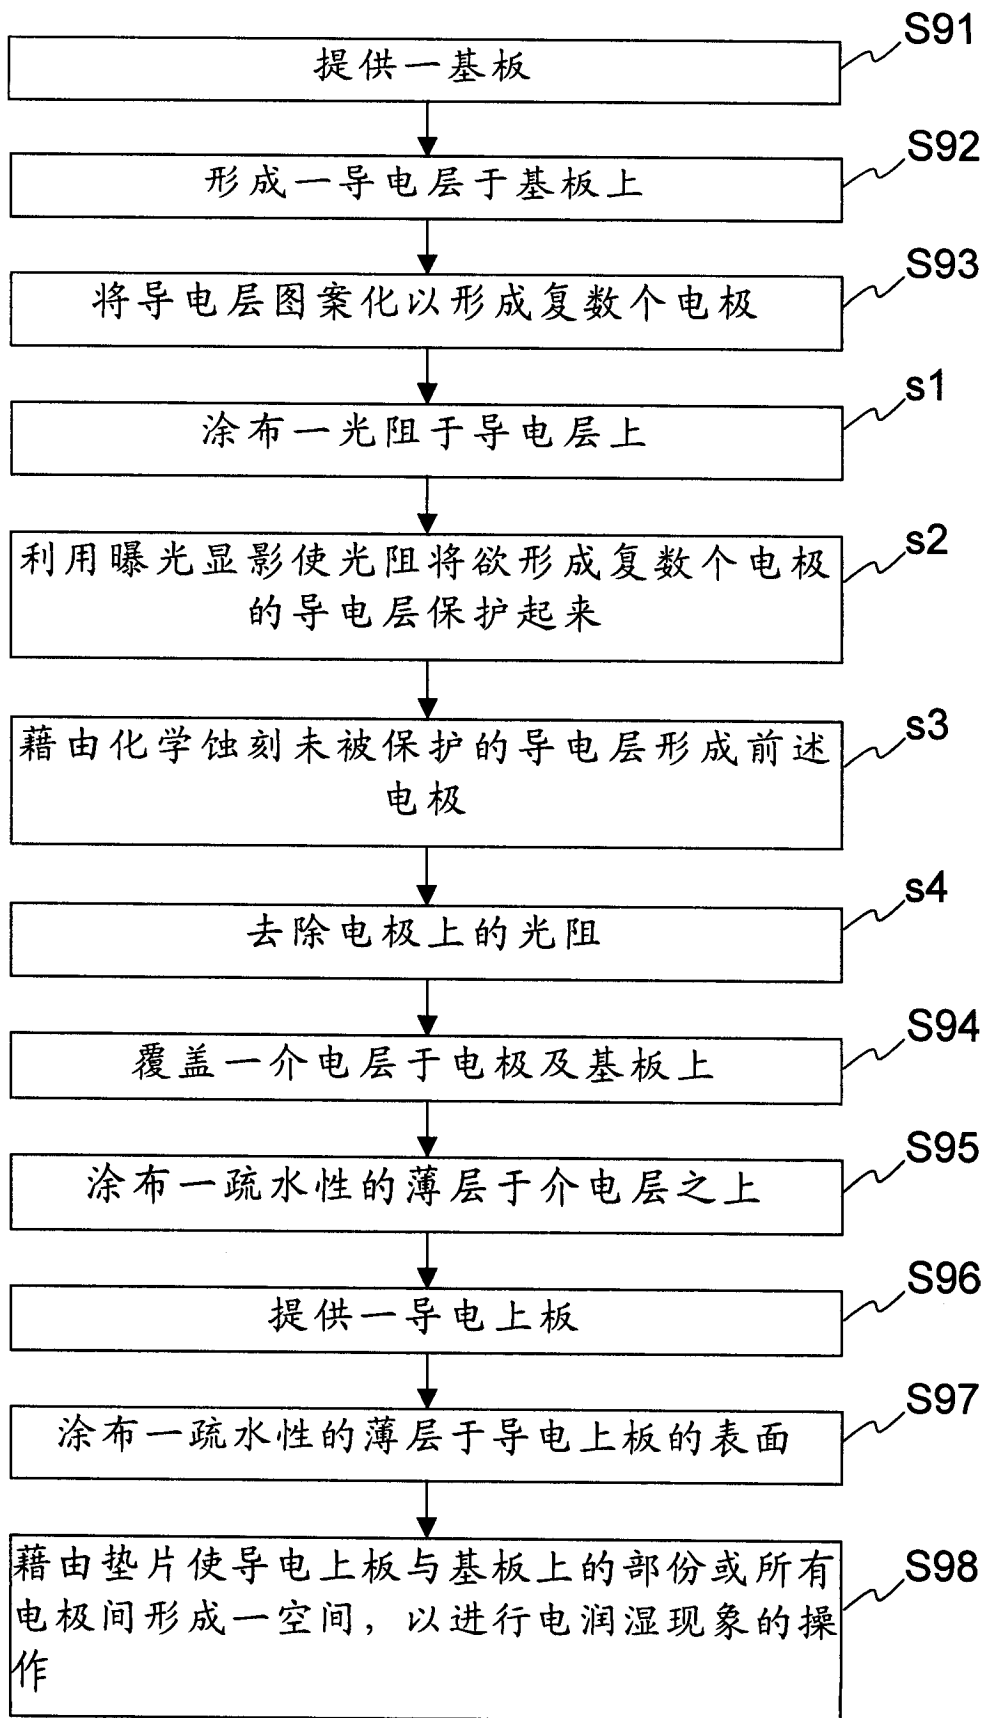 S91
提供一基板
S92
形成一导电层于基板上
S93
将导电层图案化以形成复数个电极
s1
涂布一光阻于导电层上
s2
利用曝光显影使光阻将欲形成复数个电极
的导电层保护起来
s3
藉由化学蚀刻未被保护的导电层形成前述
电极
s4
去除电极上的光阻
S94
覆盖一介电层于电极及基板上
S95
涂布一疏水性的薄层于介电层之上
S96
提供一导电上板
S97
涂布一疏水性的薄层于导电上板的表面
S98
藉由垫片使导电上板与基板上的部份或所有
电极间形成一空间，以进行电润湿现象的操
作